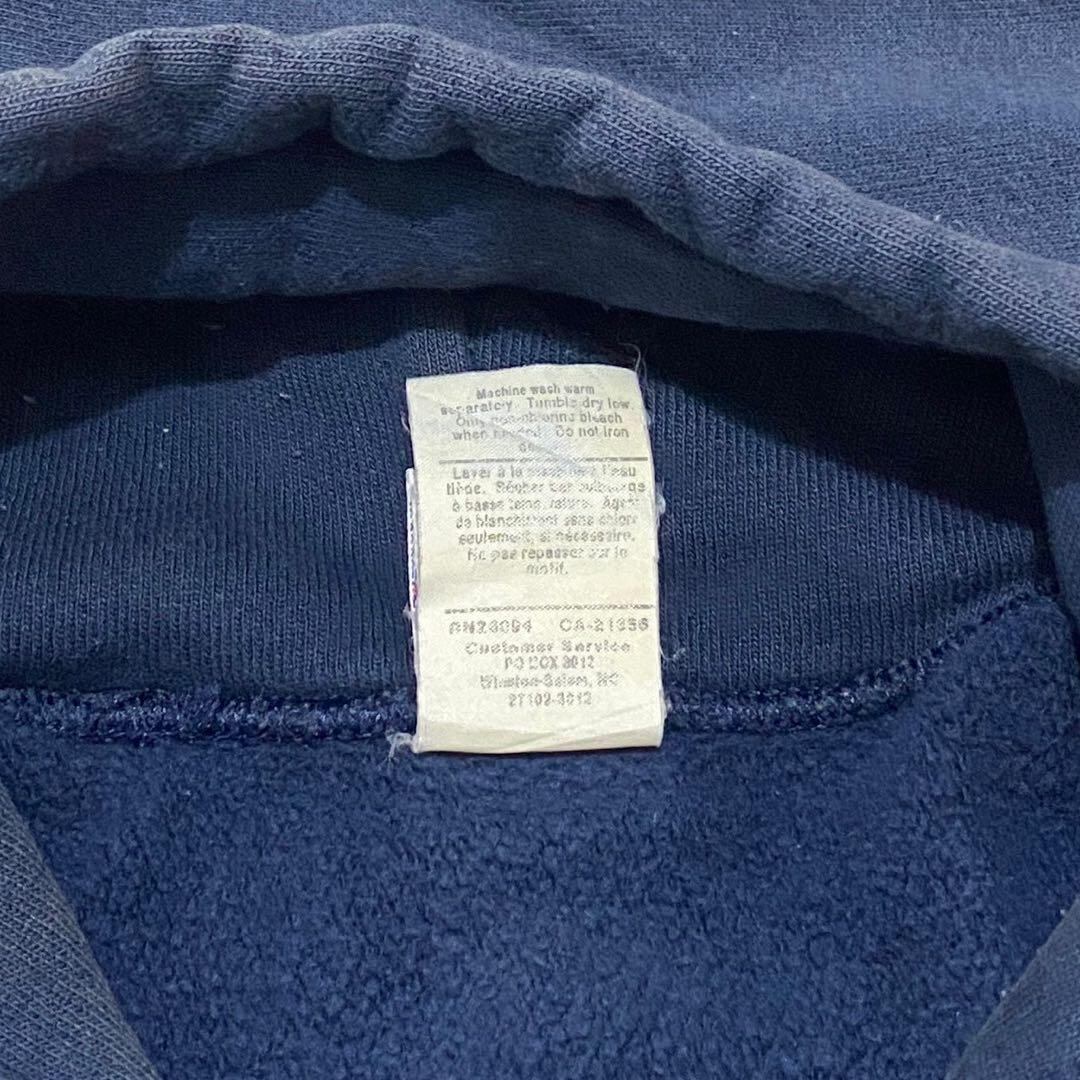 Machine wash warm
separately. Tumble dry low.
Only non-chlorine bleach
when needed. Do not iron
Laver à la machine à l'eau
tiède. Sécher par culbutage
à basse température. Agent
de blanchiment sans chlore
seulement, si nécessaire.
Ne pas repasser sur le
motif.
RN26094 CA-21356
Customer Service
PO BOX 3012
Winston-Salem, NC
27102-3012